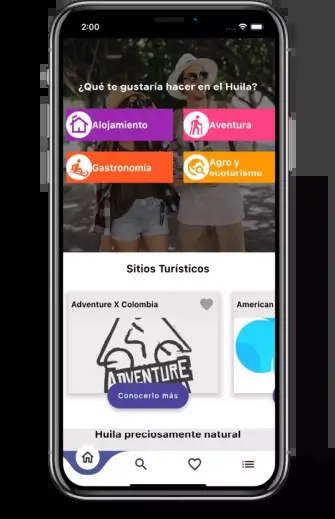 2:00
¿Qué te gustaría hacer en el Huila?
Alojamiento
Aventura
Gastronomía
Agro y
ecoturismo
Sitios Turísticos
Adventure X Colombia
American
ADVENTURE
Conocerlo más
Huila preciosamente natural